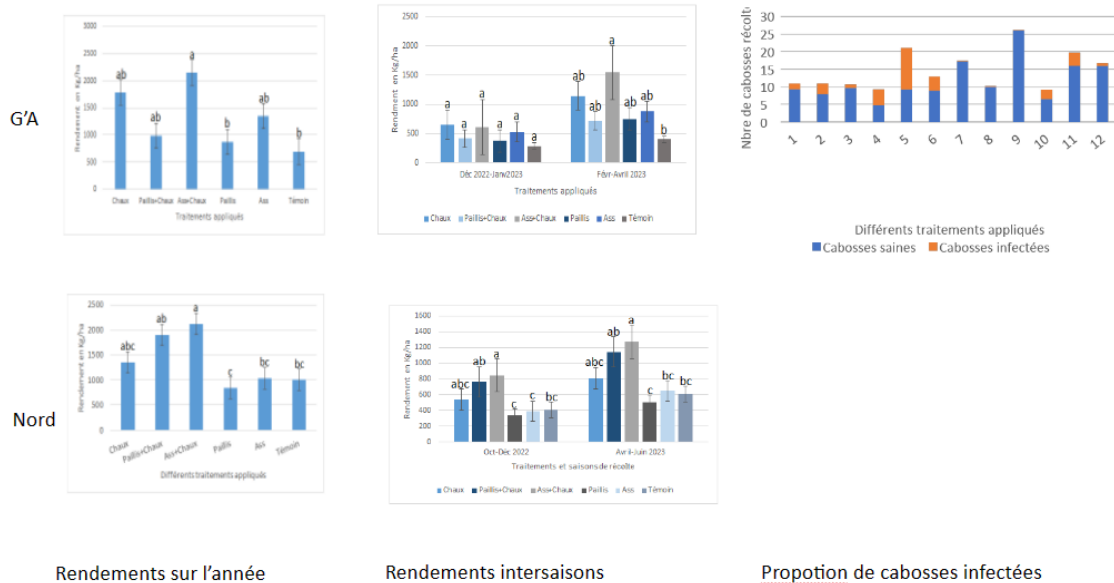 G'A
2500
2000
1500
1000
500
0
Rendement en Kg/ha
ab
ab
a
b
ab
b
Chaux Paillis+Chaux Ass+Chaux Paillis Ass Témoin
Traitements appliqués
2500
2000
1500
1000
500
0
Rendment en Kg/ha
a
a
a
a
a
a
ab
ab
a
ab
ab
b
Déc 2022-Janv2023 Févr-Avril 2023
Traitements appliqués
Chaux Paillis+Chaux Ass+Chaux Paillis Ass Témoin
Nbre de cabosses récolté
30
25
20
15
10
5
0
1 2 3 4 5 6 7 8 9 10 11 12
Différents traitements appliqués
Cabosses saines Cabosses infectées
Nord
2500
2000
1500
1000
500
0
Rendement en Kg/ha
abc
ab
a
c
bc
bc
Chaux Paillis+Chaux Ass+Chaux Paillis Ass Témoin
Différents traitements appliqués
1600
1400
1200
1000
800
600
400
200
0
Rendement en Kg/ha
abc
ab
a
c
bc
bc
abc
ab
a
c
bc
bc
Oct-Déc 2022 Avril-Juin 2023
Traitements et saisons de récolte
Chaux Paillis+Chaux Ass+Chaux Paillis Ass Témoin
Rendements sur l'année
Rendements intersaisons
Propotion de cabosses infectées